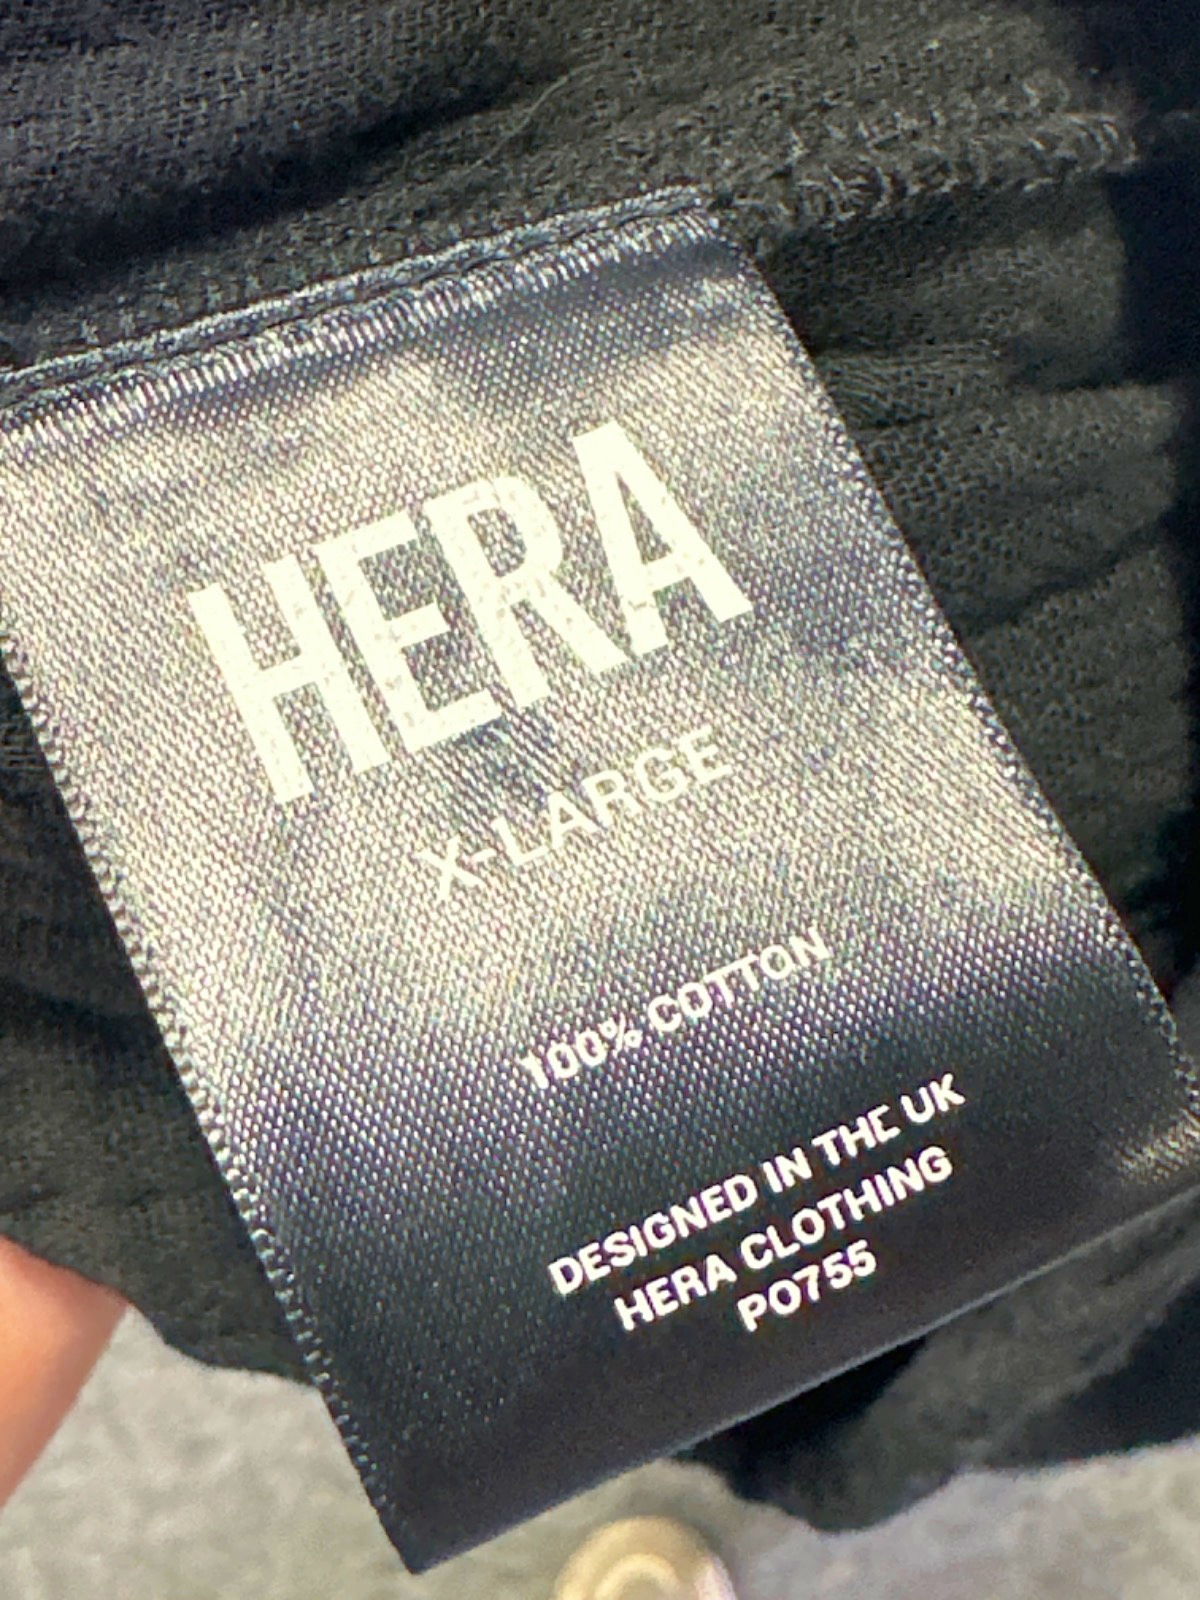 HERA
X-LARGE
100% COTTON
DESIGNED IN THE UK
HERA CLOTHING
PO755